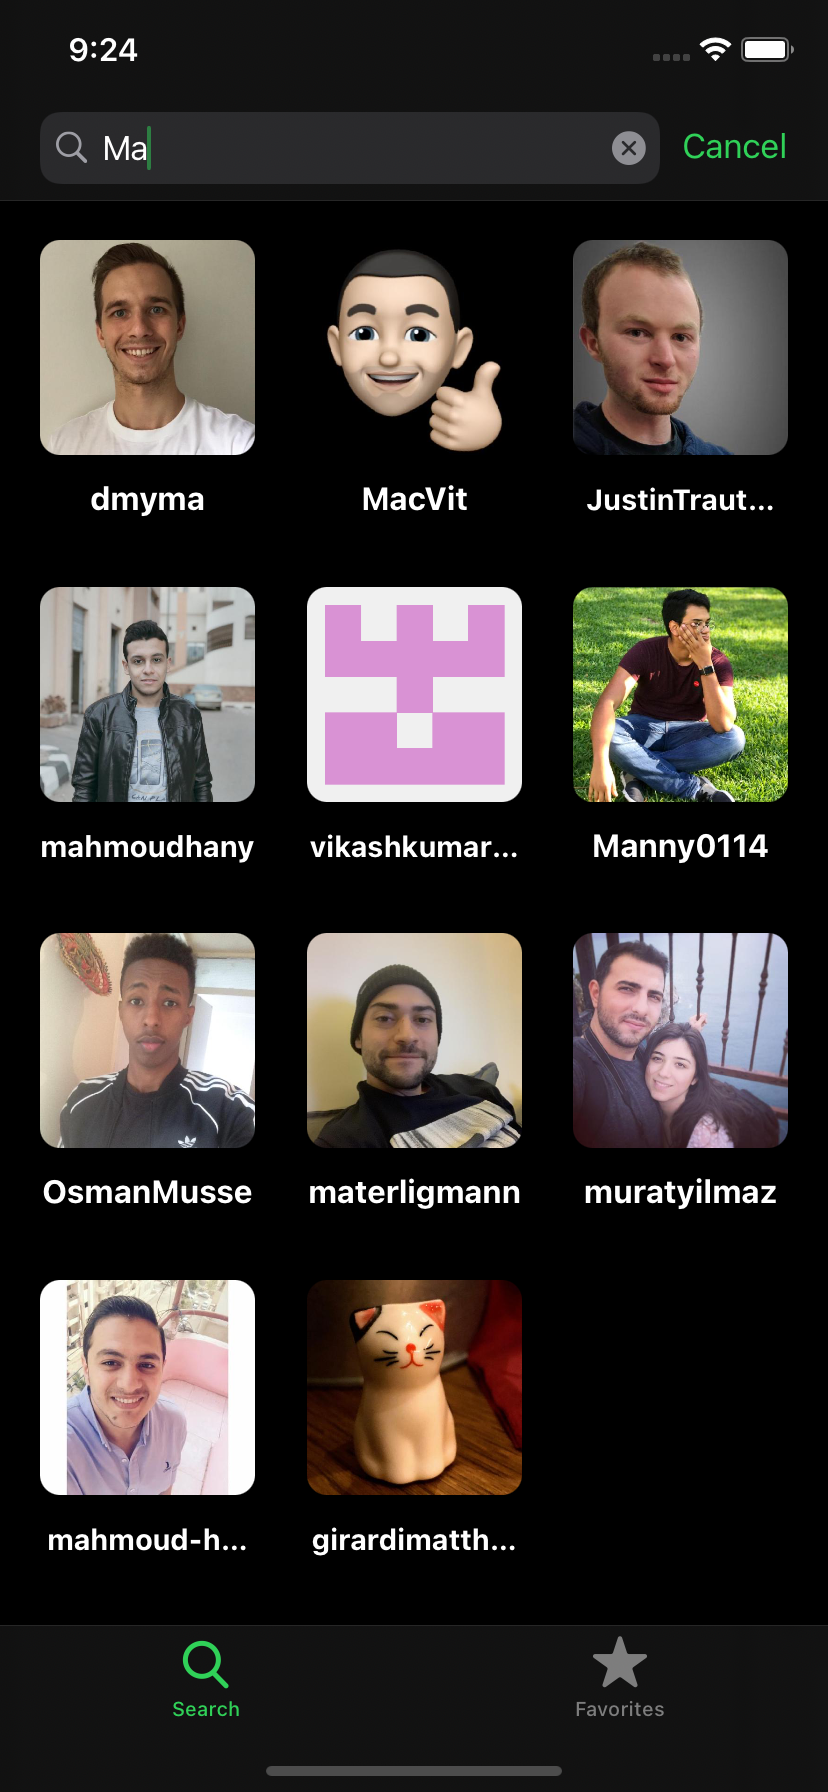 9:24
Ma
Cancel
dmyma
MacVit
JustinTraut...
mahmoudhany
vikashkumar...
Manny0114
OsmanMusse
materligmann
muratyilmaz
mahmoud-h...
girardimatth...
Search
Favorites